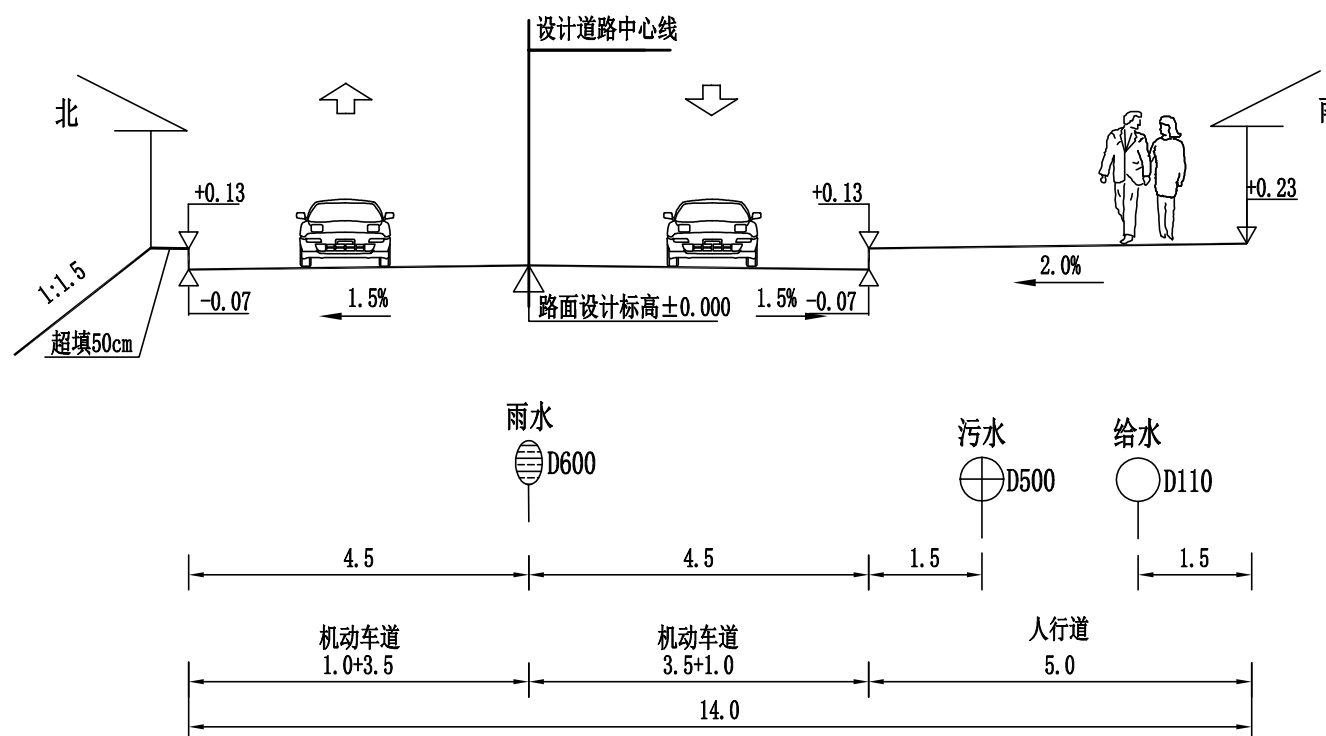 设计道路中心线
北
+0.13
+0.13
+0.23
1:1.5
-0.07
1.5%
路面设计标高±0.000
1.5%
-0.07
2.0%
超填50cm
雨水
D600
污水
D500
给水
D110
4.5
4.5
1.5
1.5
机动车道
1.0+3.5
机动车道
3.5+1.0
人行道
5.0
14.0